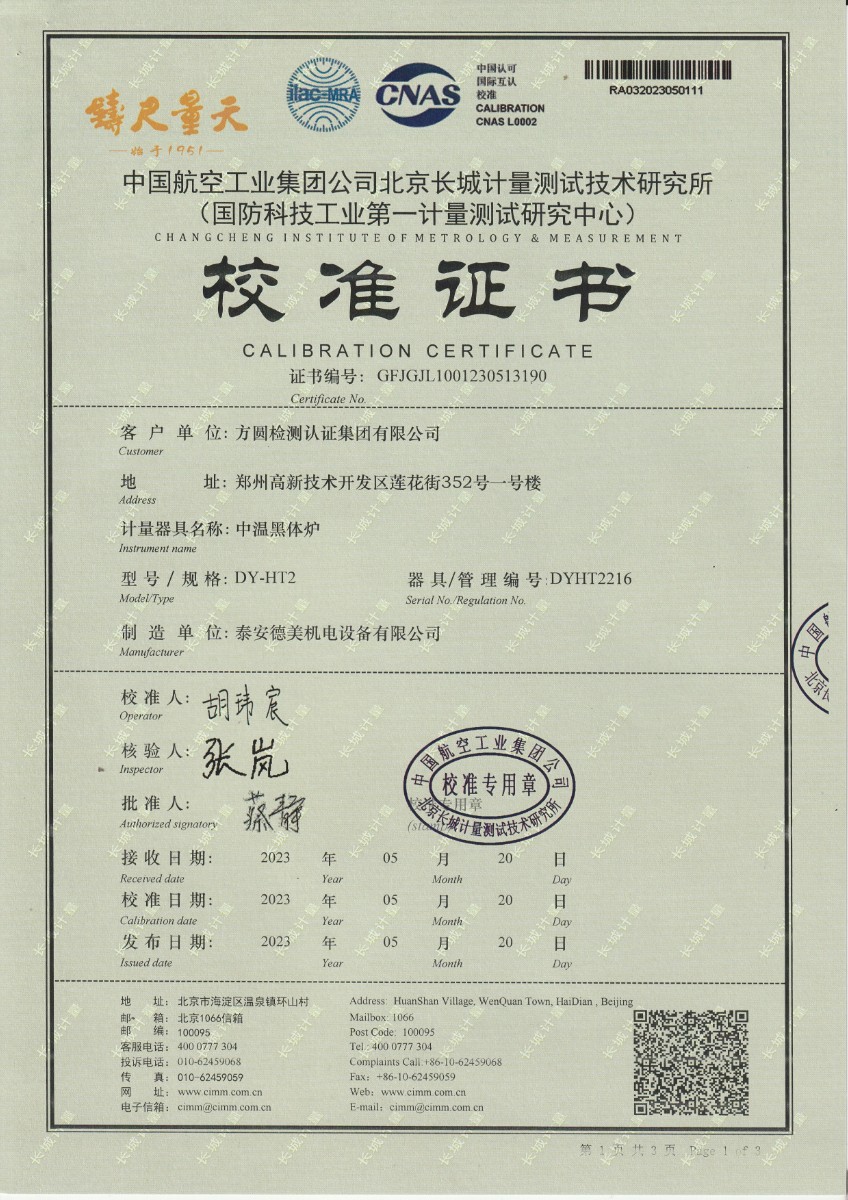 鑄尺量天
始于1951
ilac-MRA
CNAS
中国认可
国际互认
校准
CALIBRATION
CNAS L0002
RA032023050111
中国航空工业集团公司北京长城计量测试技术研究所
（国防科技工业第一计量测试研究中心）
CHANGCHENG INSTITUTE OF METROLOGY & MEASUREMENT
校准证书
CALIBRATION CERTIFICATE
证书编号: GFJGJL1001230513190
Certificate No.
客户单位: 方圆检测认证集团有限公司
Customer
地址: 郑州高新技术开发区莲花街352号一号楼
Address
计量器具名称: 中温黑体炉
Instrument name
型号/规格: DY-HT2 器具/管理编号: DYHT2216
Model/Type Serial No./Regulation No.
制造单位: 泰安德美机电设备有限公司
Manufacturer
校准人: 胡玮宸
Operator
核验人: 张岚
Inspector
批准人: 蔡静
Authorized signatory
中国航空工业集团公司
校准专用章
北京长城计量测试技术研究所
校准专用章
(stamp)
接收日期: 2023 年 05 月 20 日
Received date Year Month Day
校准日期: 2023 年 05 月 20 日
Calibration date Year Month Day
发布日期: 2023 年 05 月 20 日
Issued date Year Month Day
地址: 北京市海淀区温泉镇环山村 Address: HuanShan Village, WenQuan Town, HaiDian , Beijing
邮箱: 北京1066信箱 Mailbox: 1066
邮编: 100095 Post Code: 100095
客服电话: 400 0777 304 Tel.: 400 0777 304
投诉电话: 010-62459068 Complaints Call:+86-10-62459068
传真: 010-62459059 Fax: +86-10-62459059
网址: www.cimm.com.cn Web: www.cimm.com.cn
电子信箱: cimm@cimm.com.cn E-mail: cimm@cimm.com.cn
第 1 页 共 3 页 Page 1 of 3
长城计量